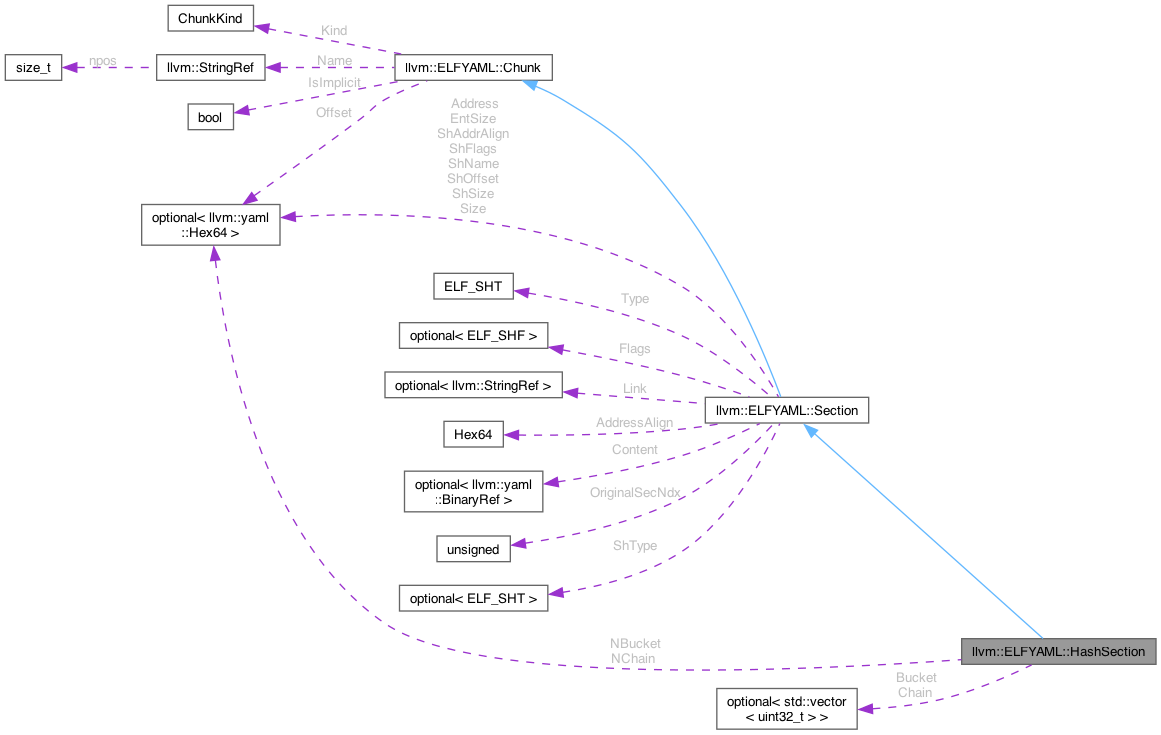 ChunkKind
Kind
size_t
npos
llvm::StringRef
Name
llvm::ELFYAML::Chunk
IsImplicit
bool
Offset
Address
EntSize
ShAddrAlign
ShFlags
ShName
ShOffset
ShSize
Size
optional< llvm::yaml
::Hex64 >
ELF_SHT
Type
optional< ELF_SHF >
Flags
optional< llvm::StringRef >
Link
llvm::ELFYAML::Section
Hex64
AddressAlign
Content
optional< llvm::yaml
::BinaryRef >
OriginalSecNdx
unsigned
ShType
optional< ELF_SHT >
NBucket
NChain
llvm::ELFYAML::HashSection
Bucket
Chain
optional< std::vector
< uint32_t > >